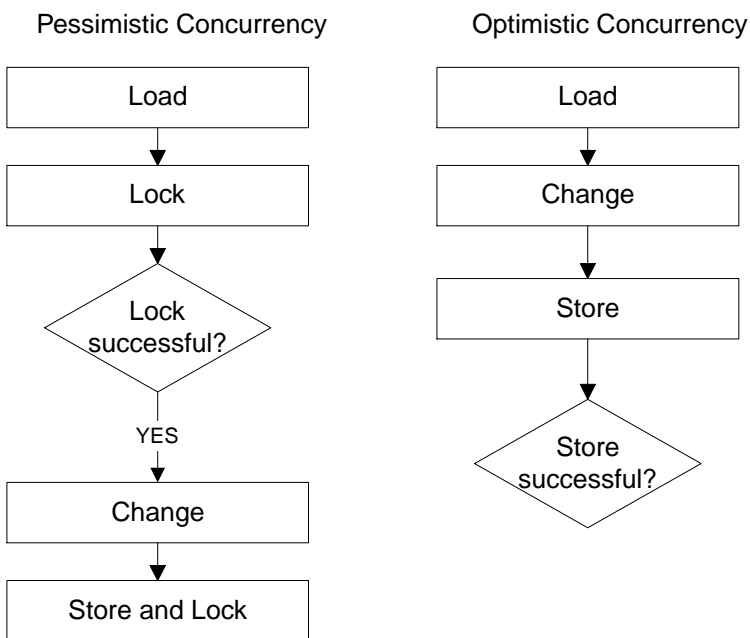 Pessimistic Concurrency
Load
Lock
Lock
successful?
YES
Change
Store and Lock
Optimistic Concurrency
Load
Change
Store
Store
successful?